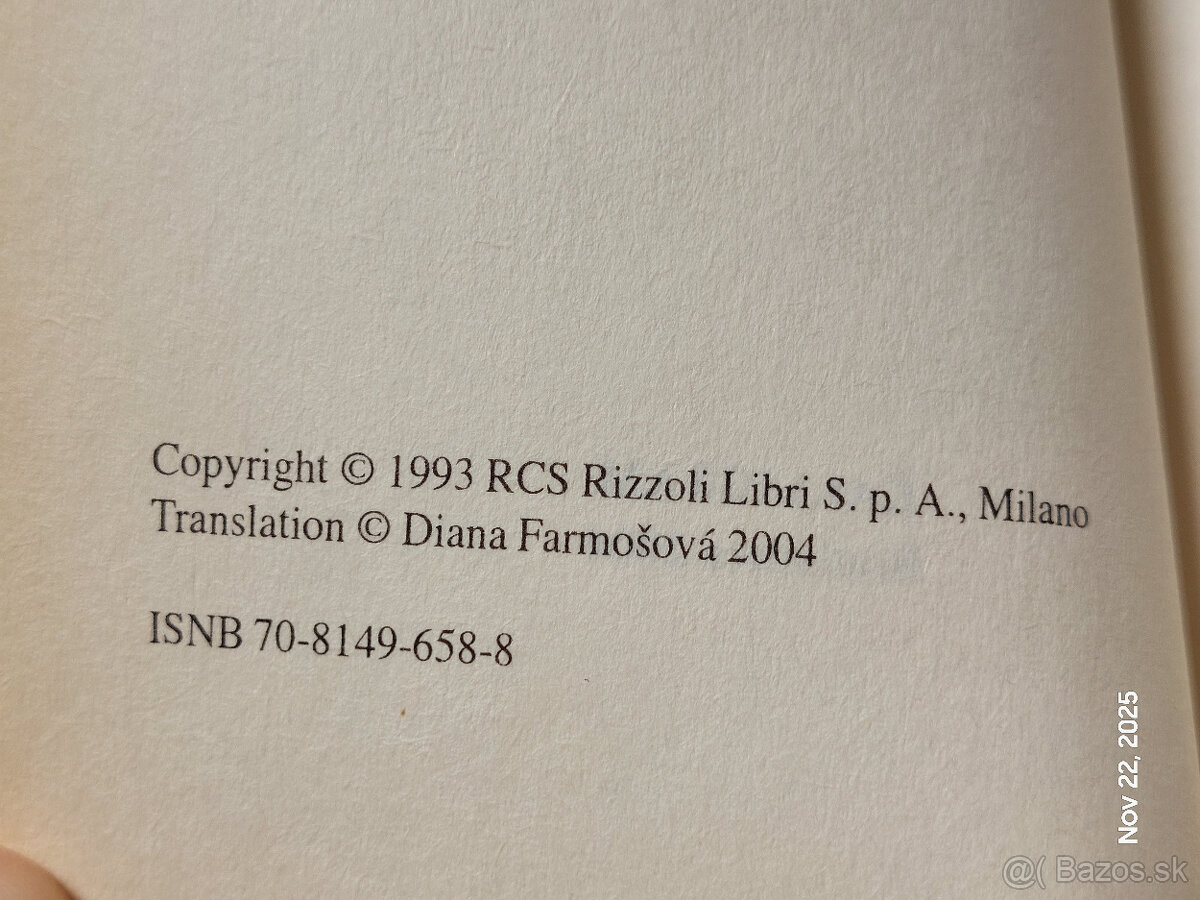 Copyright © 1993 RCS Rizzoli Libri S. p. A., Milano
Translation © Diana Farmošová 2004
ISNB 70-8149-658-8
Nov 22, 2025
@( Bazos.sk